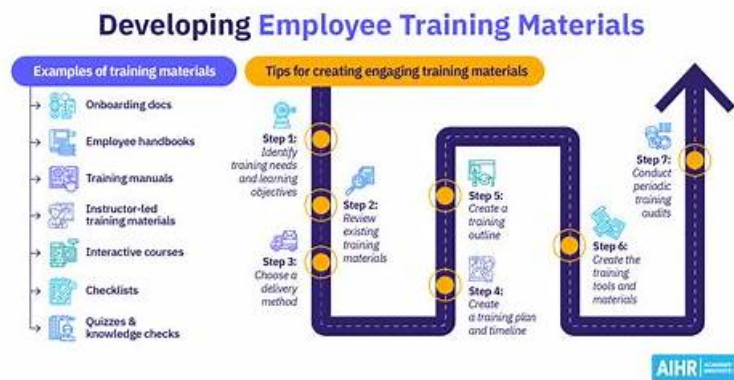 Developing Employee Training Materials
Examples of training materials
Onboarding docs
Employee handbooks
Training manuals
Instructor-led
training materials
Interactive courses
Checklists
Quizzes &
knowledge checks
Tips for creating engaging training materials
Step 1:
Identify
training needs
and learning
objectives
Step 2:
Review
existing
training
materials
Step 3:
Choose a
delivery
method
Step 4:
Create
a training plan
and timeline
Step 5:
Create a
training
outline
Step 6:
Create the
training
tools and
materials
Step 7:
Conduct
periodic
training
audits
AIHR